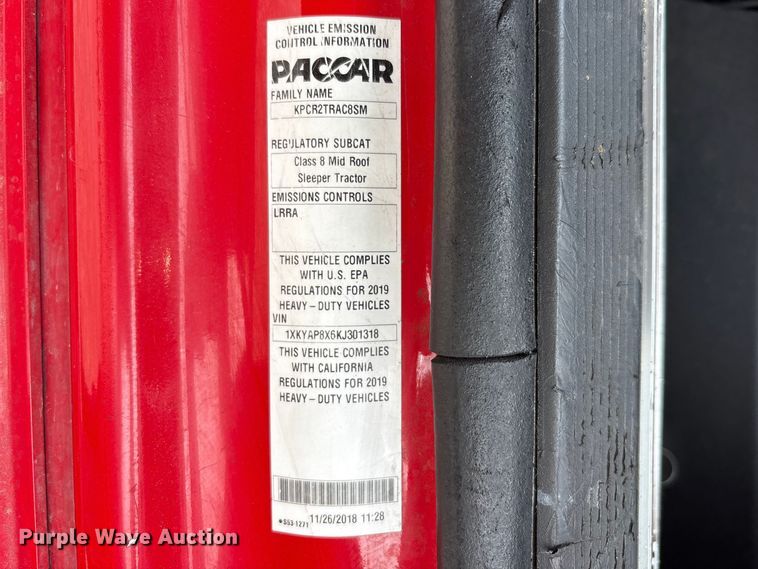 VEHICLE EMISSION
CONTROL INFORMATION
PACCAR
FAMILY NAME
KPCR2TRAC8SM
REGULATORY SUBCAT
Class 8 Mid Roof
Sleeper Tractor
EMISSIONS CONTROLS
LRRA
THIS VEHICLE COMPLIES
WITH U.S. EPA
REGULATIONS FOR 2019
HEAVY-DUTY VEHICLES
VIN
1XKYAP8X6KJ301318
THIS VEHICLE COMPLIES
WITH CALIFORNIA
REGULATIONS FOR 2019
HEAVY-DUTY VEHICLES
S53-1271 11/26/2018 11:28
Purple Wave Auction